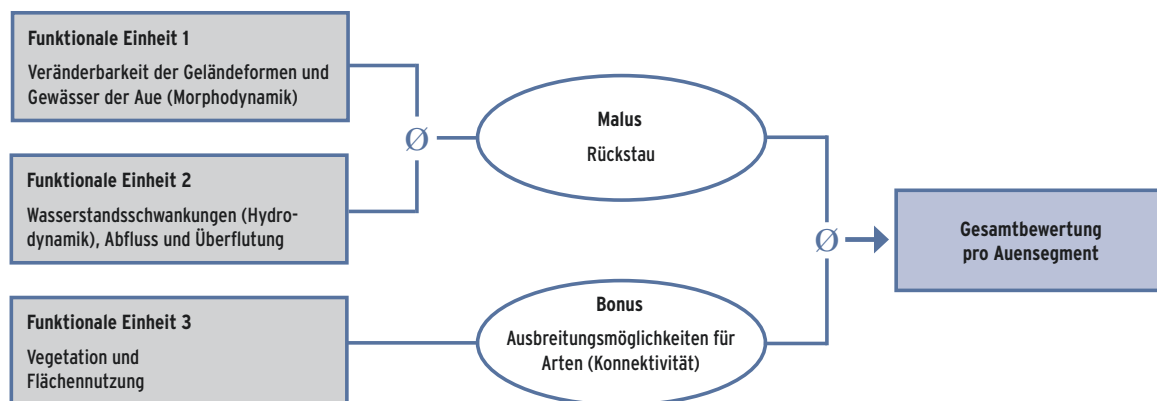 Funktionale Einheit 1
Veränderbarkeit der Geländeformen und
Gewässer der Aue (Morphodynamik)
Funktionale Einheit 2
Wasserstandsschwankungen (Hydro-
dynamik), Abfluss und Überflutung
Funktionale Einheit 3
Vegetation und
Flächennutzung
Ø
Malus
Rückstau
Bonus
Ausbreitungsmöglichkeiten für
Arten (Konnektivität)
Ø
Gesamtbewertung
pro Auensegment